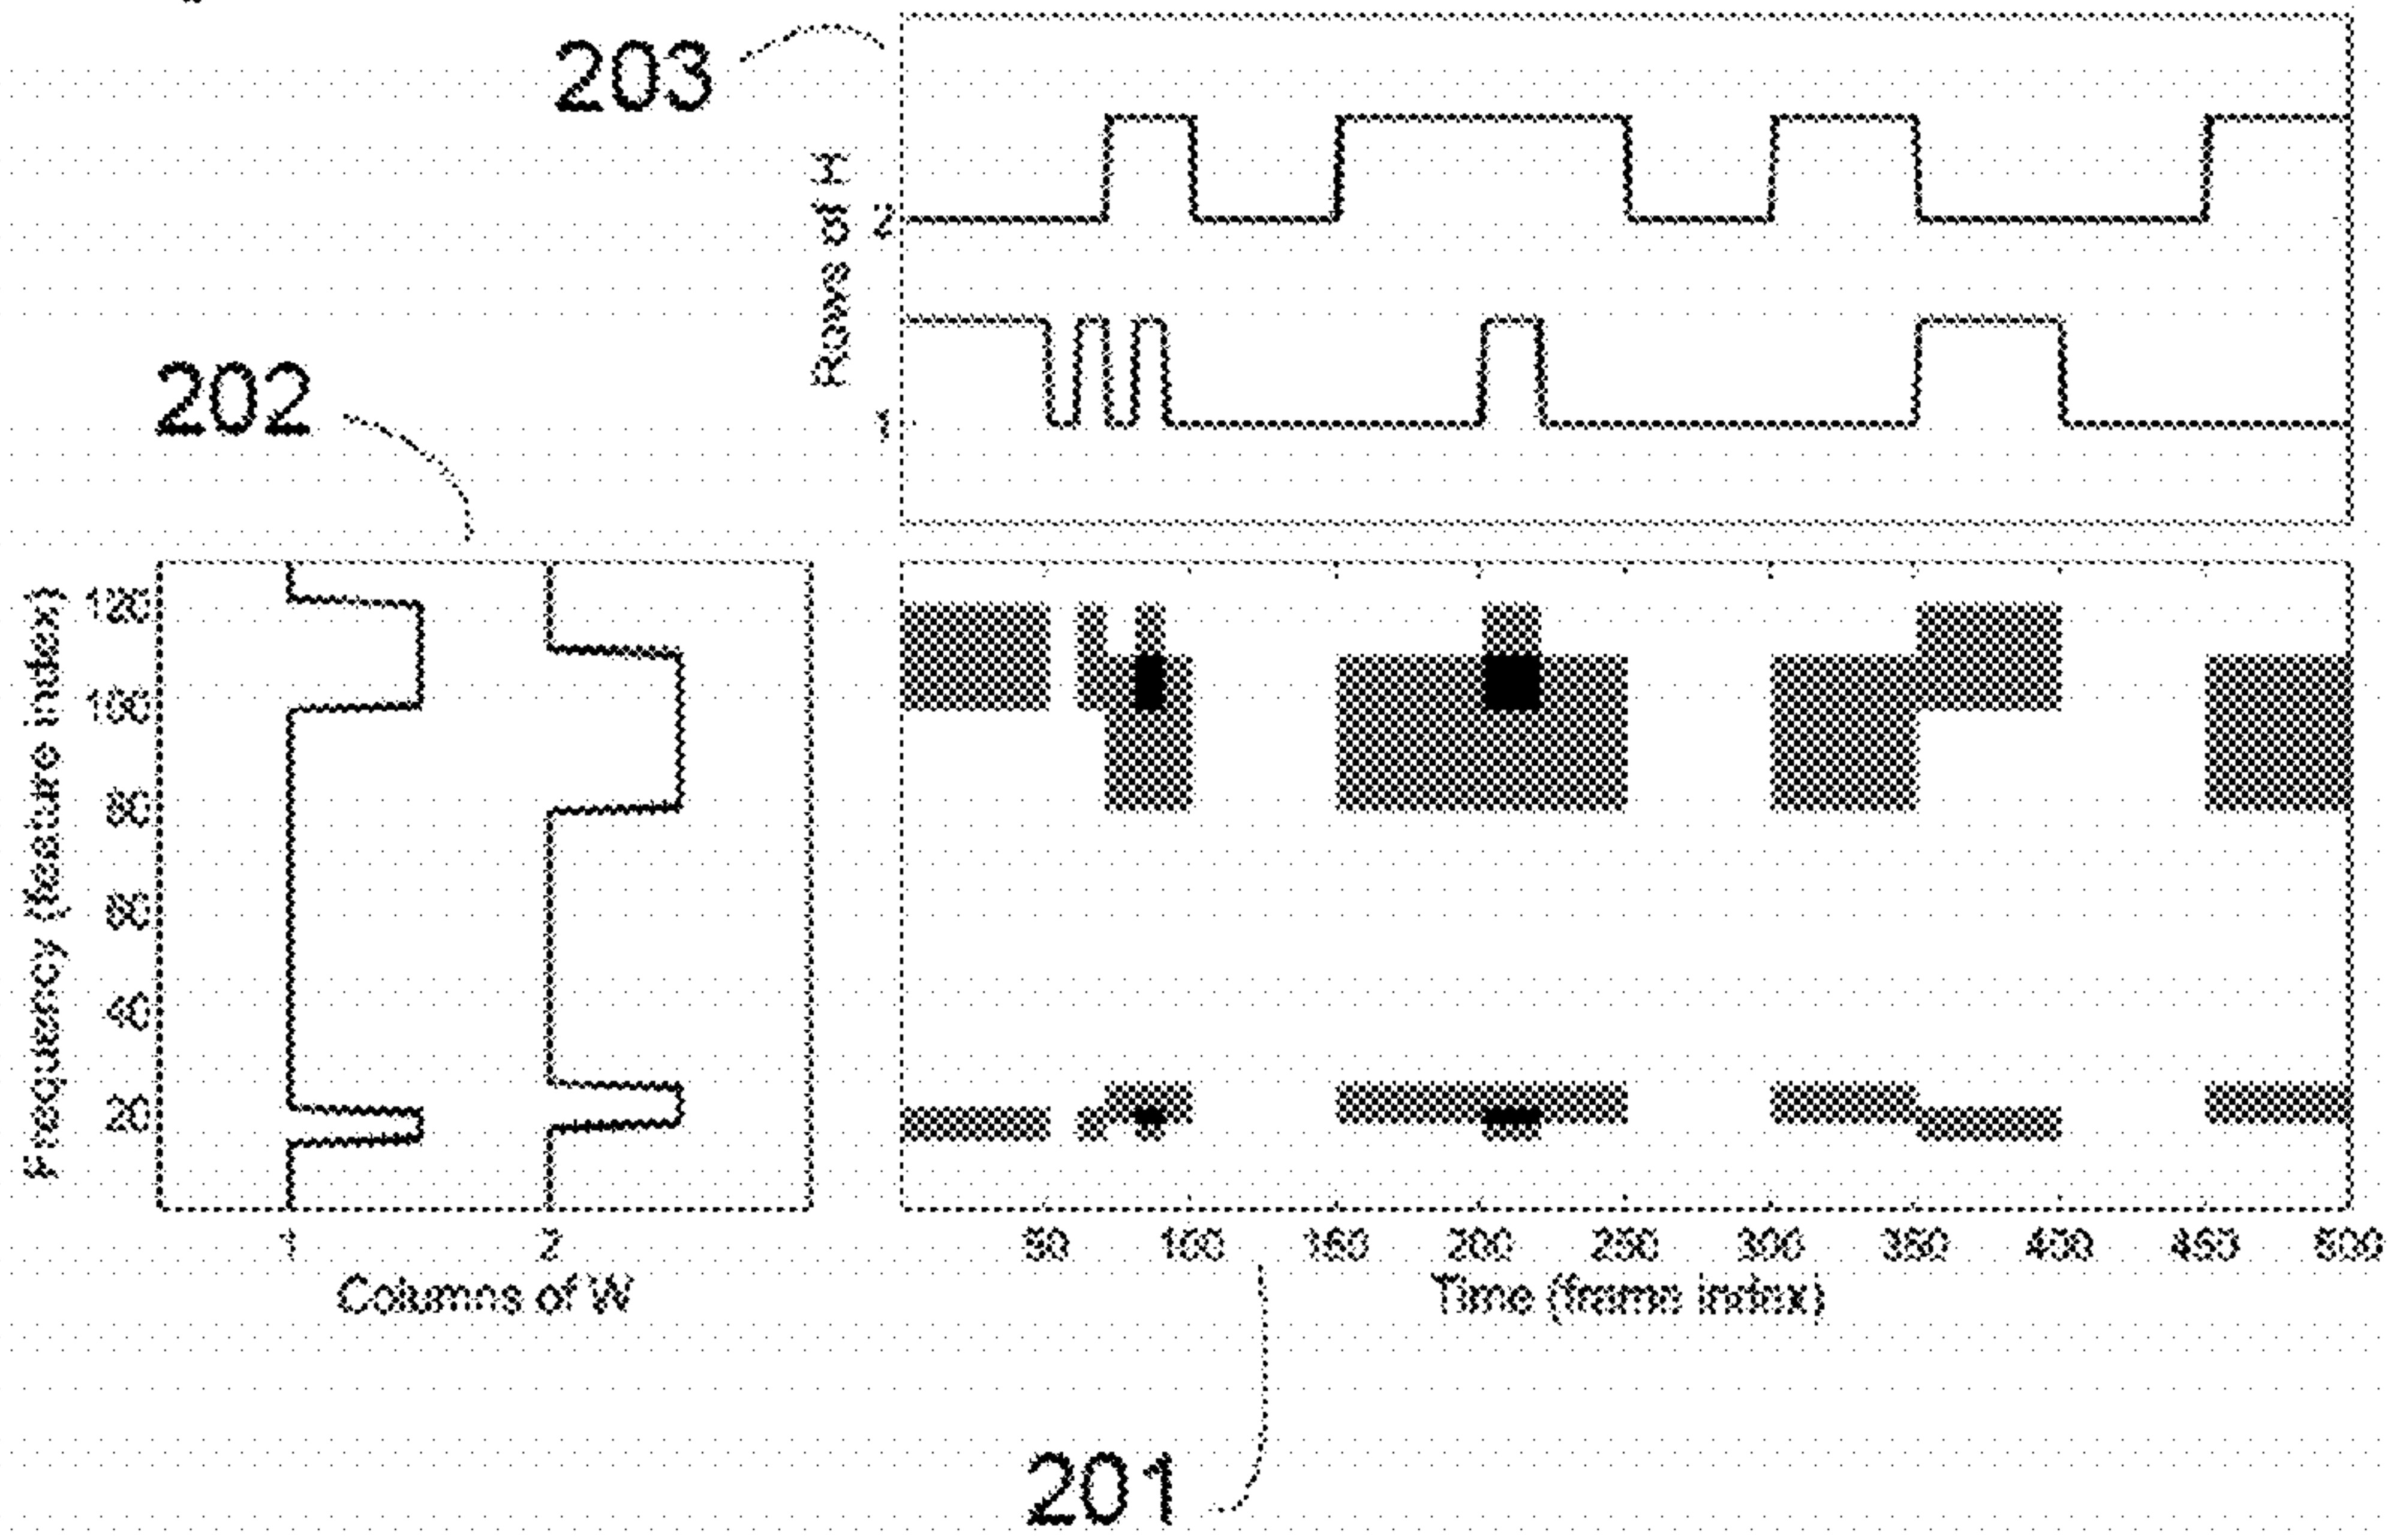 203
Rows of H
2
1
202
Frequency (feature index)
120
100
80
60
40
20
1 2
Columns of W
50 100 150 200 250 300 350 400 450 500
Time (frame index)
201